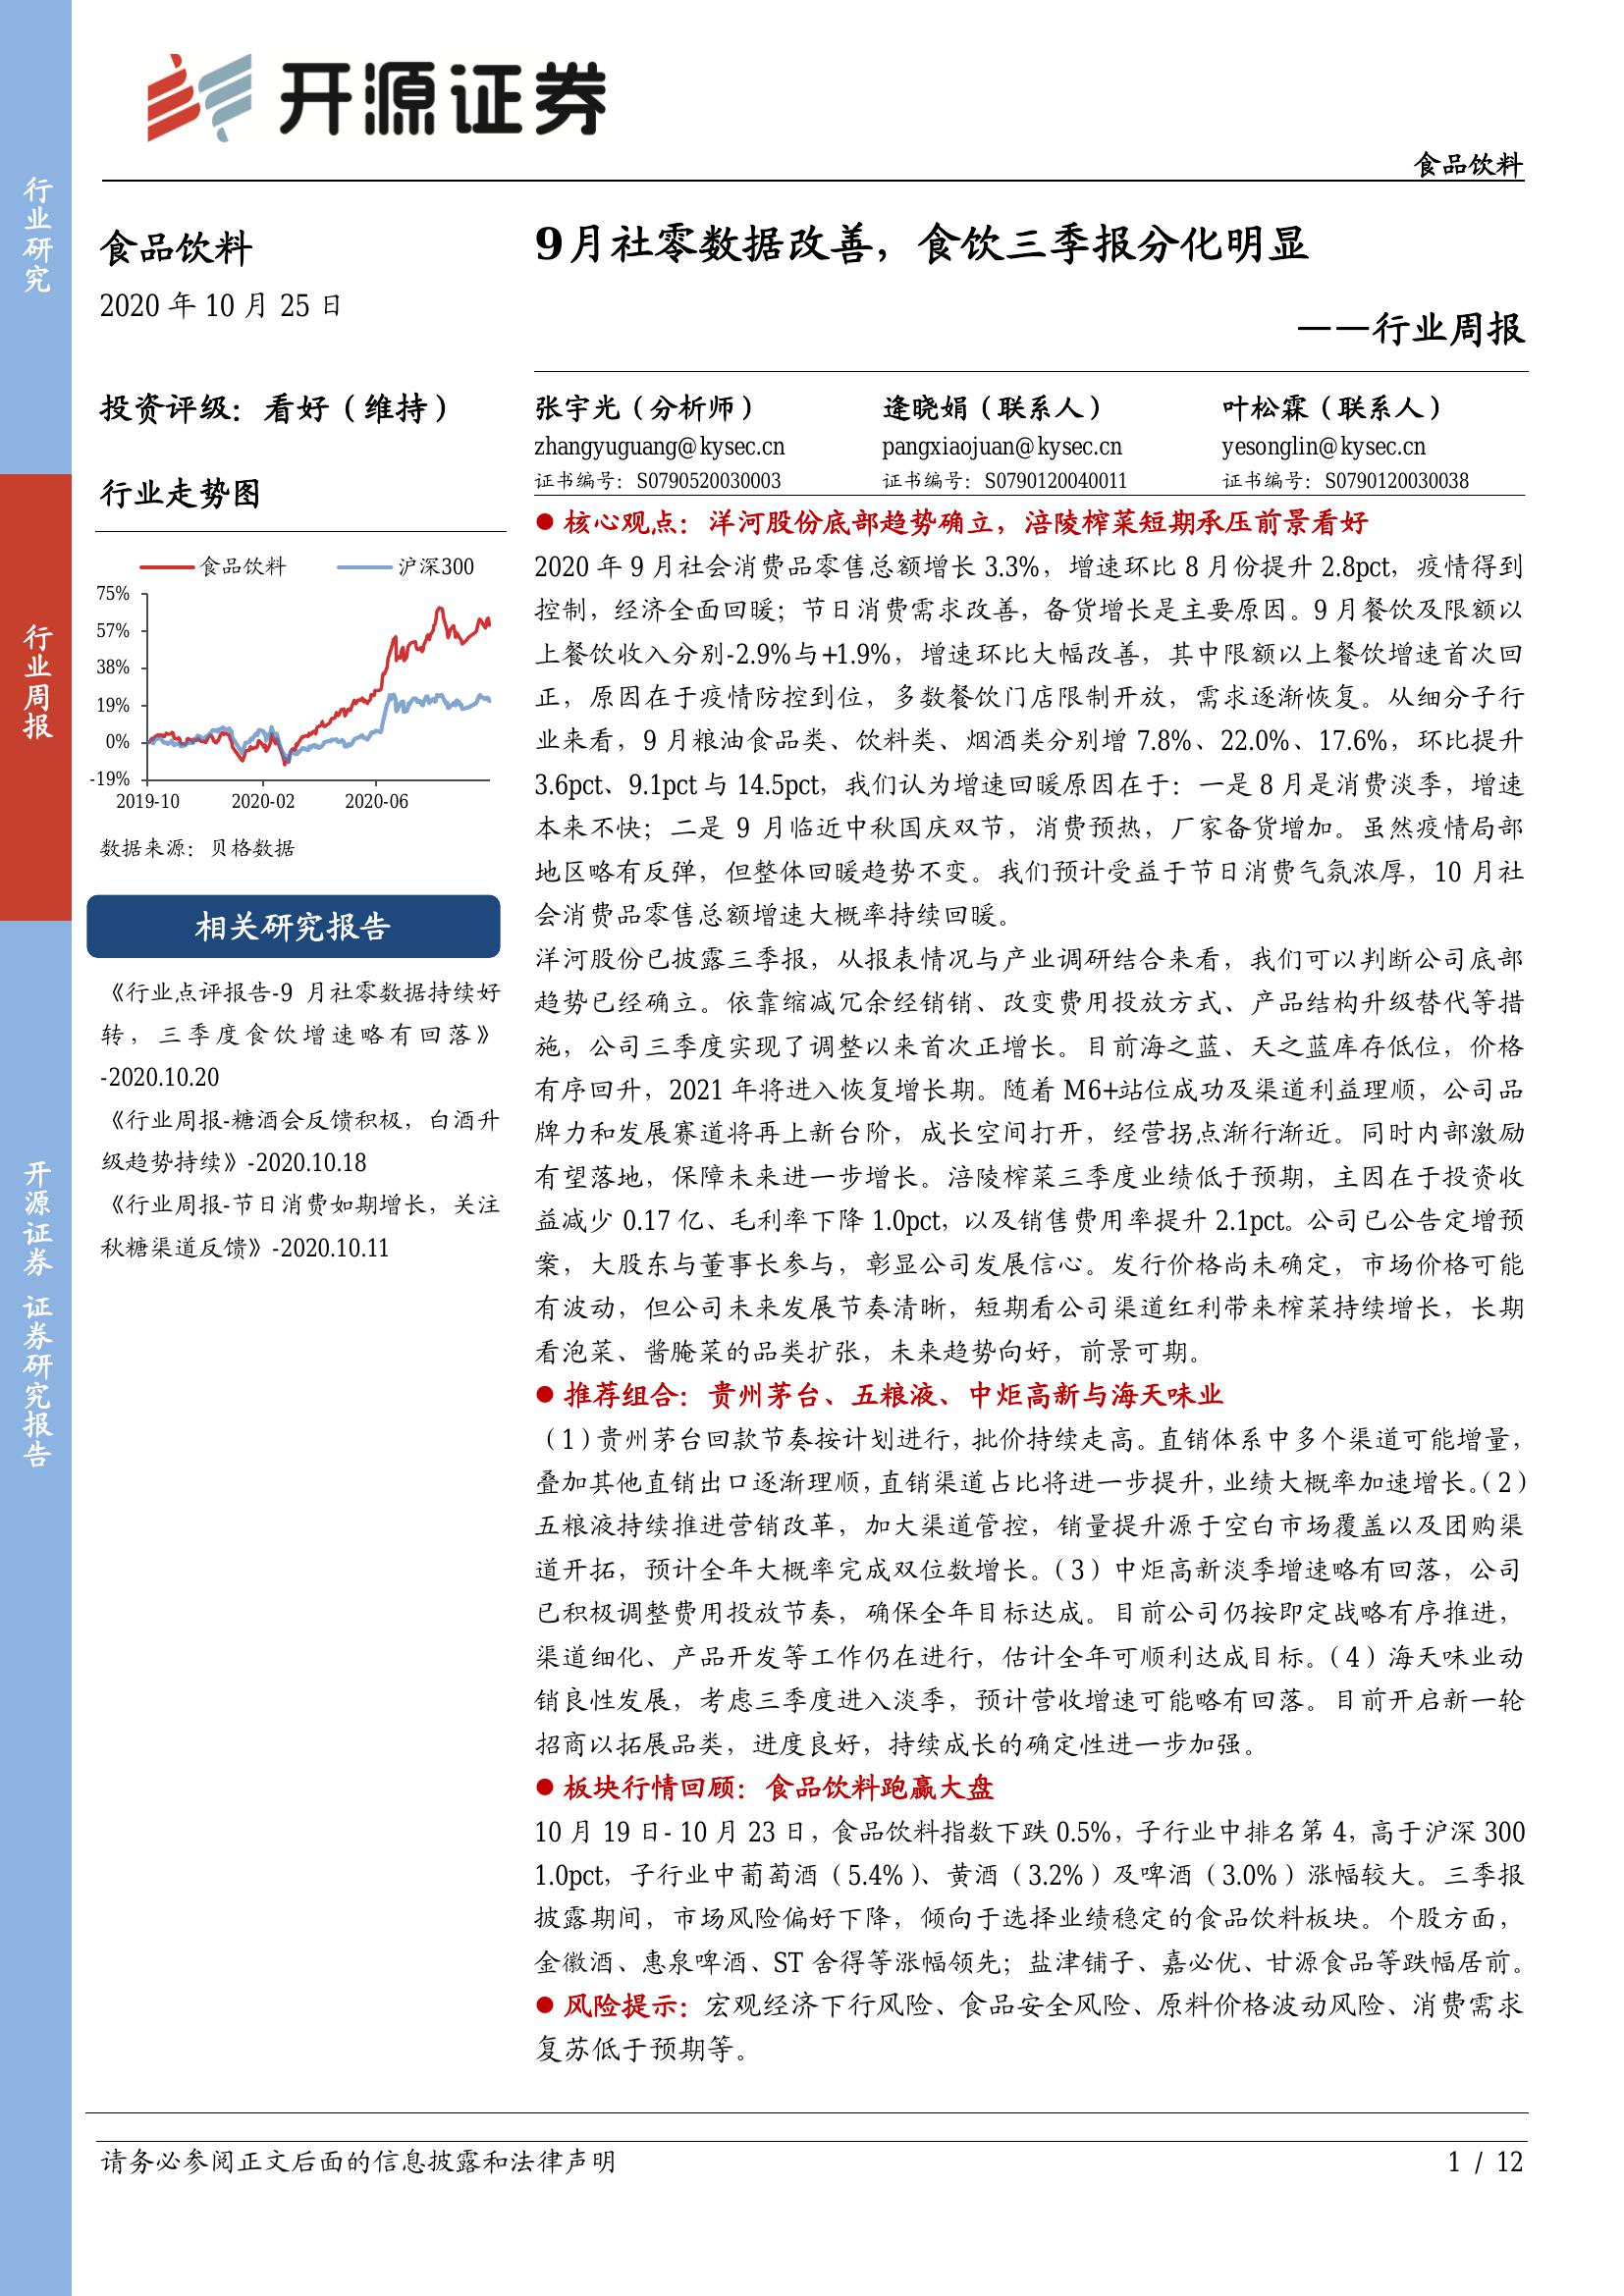 开源证券
食品饮料
行业研究
行业周报
开源证券 证券研究报告
食品饮料
2020 年 10 月 25 日
投资评级：看好（维持）
行业走势图
食品饮料 沪深300
75%
57%
38%
19%
0%
-19%
2019-10 2020-02 2020-06
数据来源：贝格数据
相关研究报告
《行业点评报告-9 月社零数据持续好
转，三季度食饮增速略有回落》
-2020.10.20
《行业周报-糖酒会反馈积极，白酒升
级趋势持续》-2020.10.18
《行业周报-节日消费如期增长，关注
秋糖渠道反馈》-2020.10.11
9月社零数据改善，食饮三季报分化明显
——行业周报
张宇光（分析师） 逄晓娟（联系人） 叶松霖（联系人）
zhangyuguang@kysec.cn pangxiaojuan@kysec.cn yesonglin@kysec.cn
证书编号：S0790520030003 证书编号：S0790120040011 证书编号：S0790120030038
● 核心观点：洋河股份底部趋势确立，涪陵榨菜短期承压前景看好
2020 年 9 月社会消费品零售总额增长 3.3%，增速环比 8 月份提升 2.8pct，疫情得到
控制，经济全面回暖；节日消费需求改善，备货增长是主要原因。9 月餐饮及限额以
上餐饮收入分别-2.9%与+1.9%，增速环比大幅改善，其中限额以上餐饮增速首次回
正，原因在于疫情防控到位，多数餐饮门店限制开放，需求逐渐恢复。从细分子行
业来看，9 月粮油食品类、饮料类、烟酒类分别增 7.8%、22.0%、17.6%，环比提升
3.6pct、9.1pct 与 14.5pct，我们认为增速回暖原因在于：一是 8 月是消费淡季，增速
本来不快；二是 9 月临近中秋国庆双节，消费预热，厂家备货增加。虽然疫情局部
地区略有反弹，但整体回暖趋势不变。我们预计受益于节日消费气氛浓厚，10 月社
会消费品零售总额增速大概率持续回暖。
洋河股份已披露三季报，从报表情况与产业调研结合来看，我们可以判断公司底部
趋势已经确立。依靠缩减冗余经销销、改变费用投放方式、产品结构升级替代等措
施，公司三季度实现了调整以来首次正增长。目前海之蓝、天之蓝库存低位，价格
有序回升，2021 年将进入恢复增长期。随着 M6+站位成功及渠道利益理顺，公司品
牌力和发展赛道将再上新台阶，成长空间打开，经营拐点渐行渐近。同时内部激励
有望落地，保障未来进一步增长。涪陵榨菜三季度业绩低于预期，主因在于投资收
益减少 0.17 亿、毛利率下降 1.0pct，以及销售费用率提升 2.1pct。公司已公告定增预
案，大股东与董事长参与，彰显公司发展信心。发行价格尚未确定，市场价格可能
有波动，但公司未来发展节奏清晰，短期看公司渠道红利带来榨菜持续增长，长期
看泡菜、酱腌菜的品类扩张，未来趋势向好，前景可期。
● 推荐组合：贵州茅台、五粮液、中炬高新与海天味业
（1）贵州茅台回款节奏按计划进行，批价持续走高。直销体系中多个渠道可能增量，
叠加其他直销出口逐渐理顺，直销渠道占比将进一步提升，业绩大概率加速增长。（2）
五粮液持续推进营销改革，加大渠道管控，销量提升源于空白市场覆盖以及团购渠
道开拓，预计全年大概率完成双位数增长。（3）中炬高新淡季增速略有回落，公司
已积极调整费用投放节奏，确保全年目标达成。目前公司仍按即定战略有序推进，
渠道细化、产品开发等工作仍在进行，估计全年可顺利达成目标。（4）海天味业动
销良性发展，考虑三季度进入淡季，预计营收增速可能略有回落。目前开启新一轮
招商以拓展品类，进度良好，持续成长的确定性进一步加强。
● 板块行情回顾：食品饮料跑赢大盘
10 月 19 日- 10 月 23 日，食品饮料指数下跌 0.5%，子行业中排名第 4，高于沪深 300
1.0pct，子行业中葡萄酒（5.4%）、黄酒（3.2%）及啤酒（3.0%）涨幅较大。三季报
披露期间，市场风险偏好下降，倾向于选择业绩稳定的食品饮料板块。个股方面，
金徽酒、惠泉啤酒、ST 舍得等涨幅领先；盐津铺子、嘉必优、甘源食品等跌幅居前。
● 风险提示：宏观经济下行风险、食品安全风险、原料价格波动风险、消费需求
复苏低于预期等。
请务必参阅正文后面的信息披露和法律声明 1 / 12